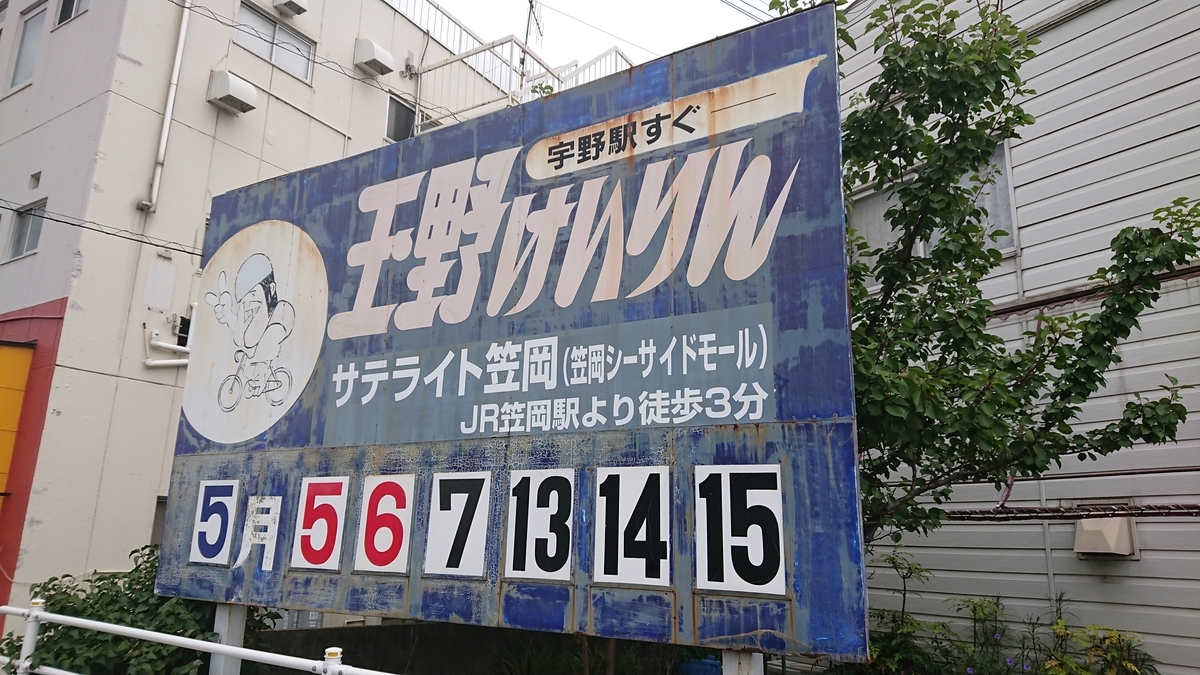 宇野駅すぐ
玉野けいりん
サテライト笠岡(笠岡シーサイドモール)
JR笠岡駅より徒歩3分
5月 5 6 7 13 14 15